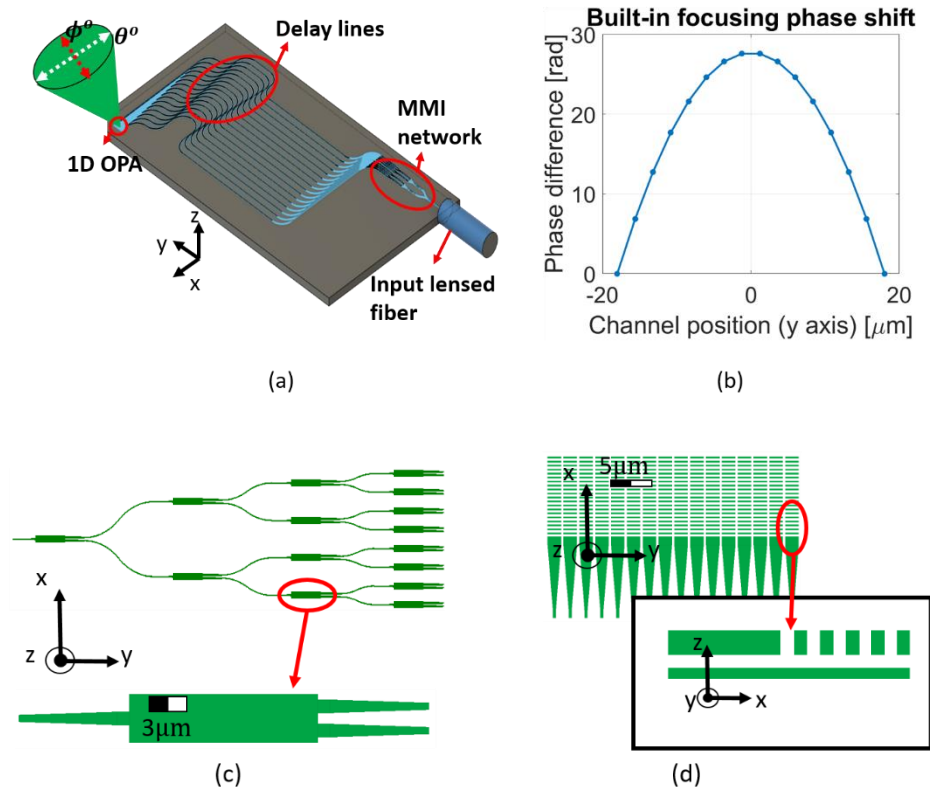 ϕ° θ°
Delay lines
MMI
network
1D OPA
z
y
x
Input lensed
fiber
(a)
Built-in focusing phase shift
Phase difference [rad]
30
20
10
0
-20 0 20
Channel position (y axis) [μm]
(b)
x
z
y
3μm
(c)
5μm
x
z
y
z
y
x
(d)